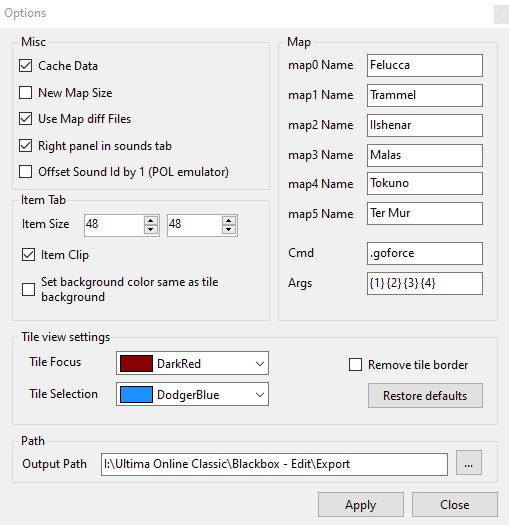 Options
Misc
Cache Data
New Map Size
Use Map diff Files
Right panel in sounds tab
Offset Sound Id by 1 (POL emulator)
Item Tab
Item Size 48 48
Item Clip
Set background color same as tile
background
Map
map0 Name Felucca
map1 Name Trammel
map2 Name Ilshenar
map3 Name Malas
map4 Name Tokuno
map5 Name Ter Mur
Cmd .goforce
Args {1} {2} {3} {4}
Tile view settings
Tile Focus DarkRed
Remove tile border
Tile Selection DodgerBlue
Restore defaults
Path
Output Path I:\Ultima Online Classic\Blackbox - Edit\Export ...
Apply Close